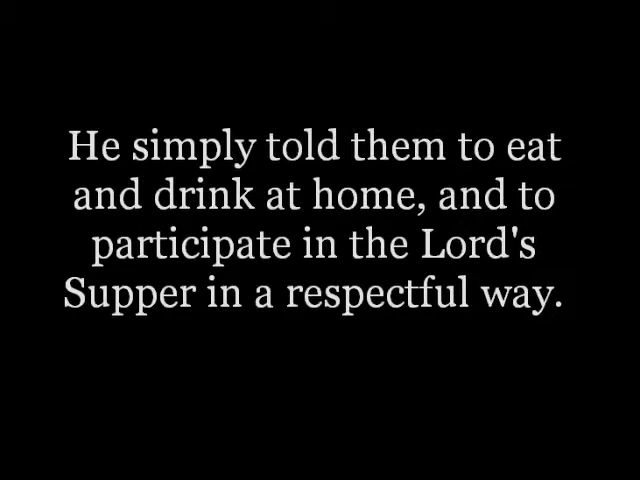 He simply told them to eat
and drink at home, and to
participate in the Lord's
Supper in a respectful way.